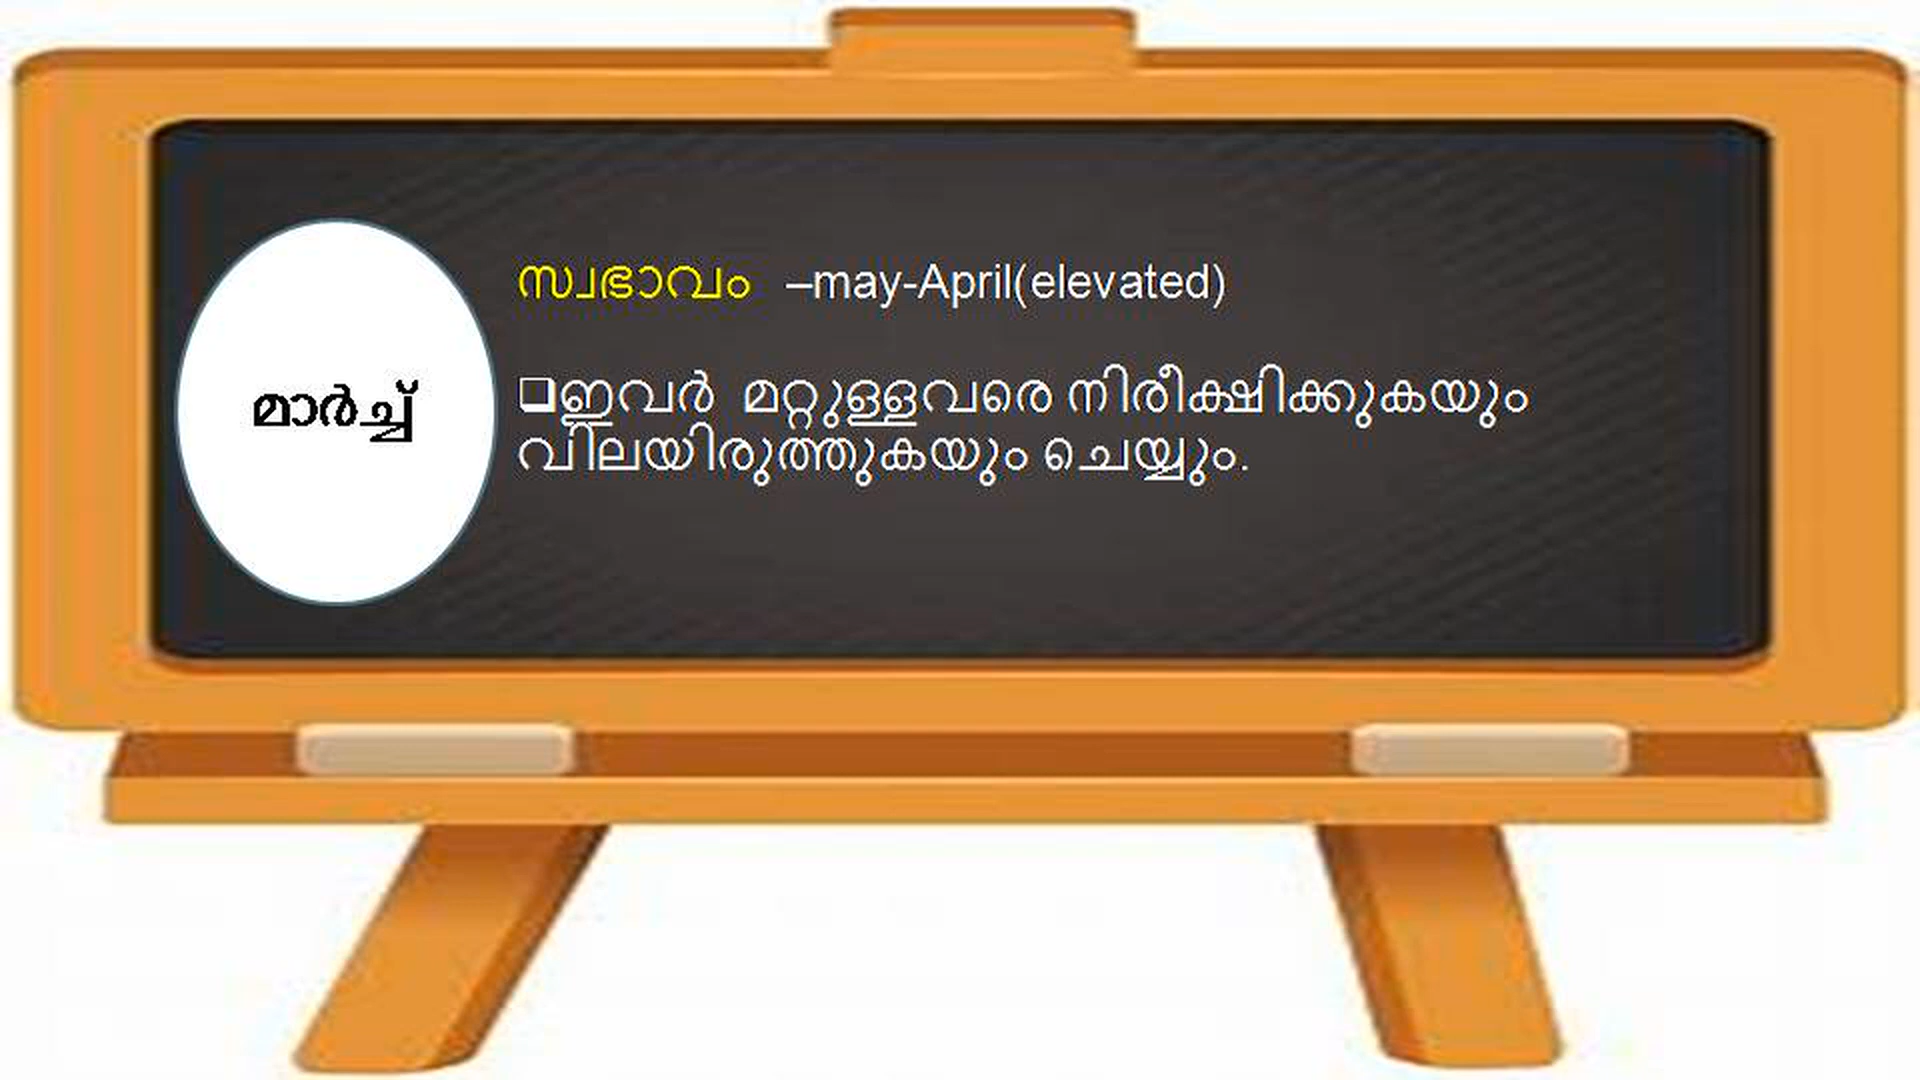 മാർച്ച്
സ്വഭാവം –may-April(elevated)
❑ഇവർ മറ്റുള്ളവരെ നിരീക്ഷിക്കുകയും
വിലയിരുത്തുകയും ചെയ്യും.